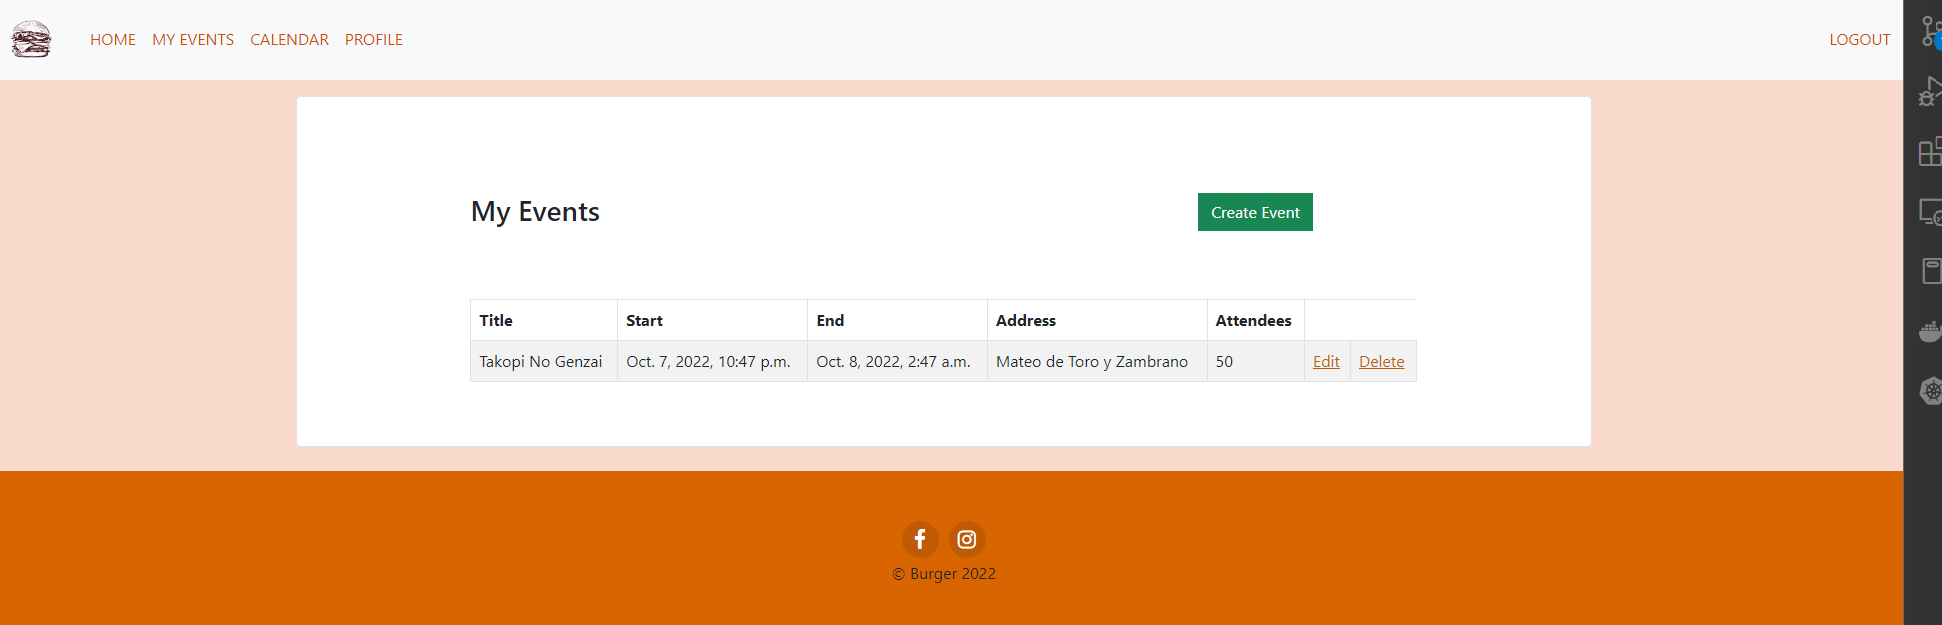 HOME MY EVENTS CALENDAR PROFILE LOGOUT
My Events Create Event
Title Start End Address Attendees
Takopi No Genzai Oct. 7, 2022, 10:47 p.m. Oct. 8, 2022, 2:47 a.m. Mateo de Toro y Zambrano 50 Edit Delete
© Burger 2022